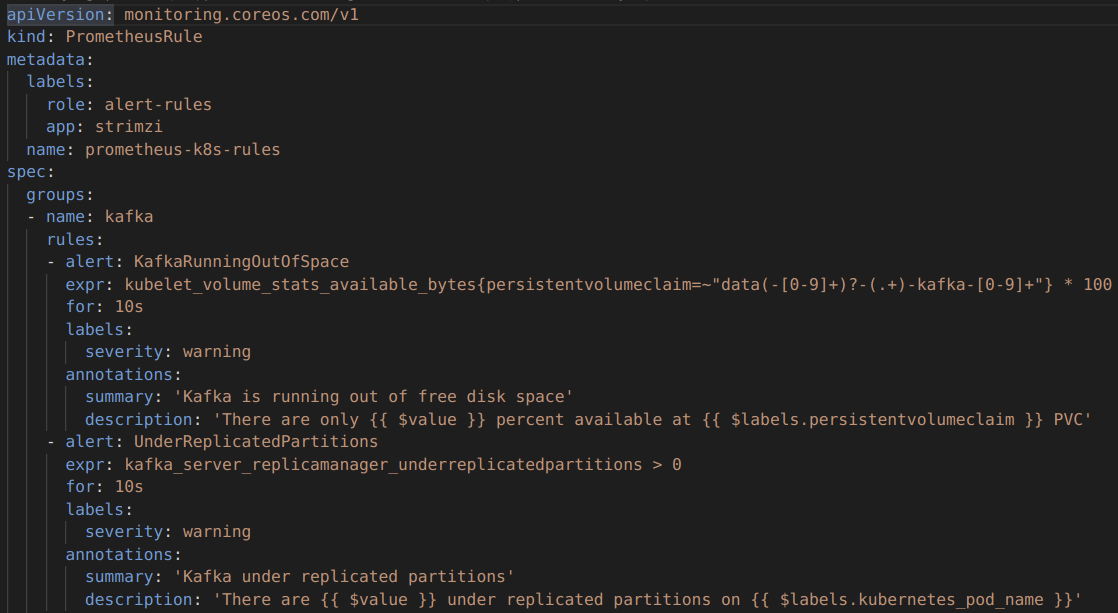 apiVersion: monitoring.coreos.com/v1
kind: PrometheusRule
metadata:
  labels:
    role: alert-rules
    app: strimzi
  name: prometheus-k8s-rules
spec:
  groups:
  - name: kafka
    rules:
    - alert: KafkaRunningOutOfSpace
      expr: kubelet_volume_stats_available_bytes{persistentvolumeclaim=~"data(-[0-9]+)?-(.+)-kafka-[0-9]+"} * 100
      for: 10s
      labels:
        severity: warning
      annotations:
        summary: 'Kafka is running out of free disk space'
        description: 'There are only {{ $value }} percent available at {{ $labels.persistentvolumeclaim }} PVC'
    - alert: UnderReplicatedPartitions
      expr: kafka_server_replicamanager_underreplicatedpartitions > 0
      for: 10s
      labels:
        severity: warning
      annotations:
        summary: 'Kafka under replicated partitions'
        description: 'There are {{ $value }} under replicated partitions on {{ $labels.kubernetes_pod_name }}'